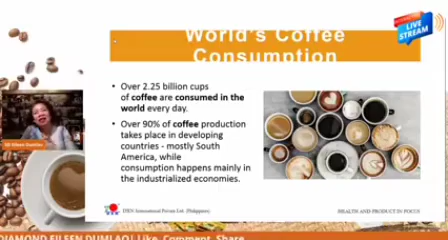 World's Coffee
Consumption
LIVE
STREAM
• Over 2.25 billion cups
of coffee are consumed in the
world every day.
• Over 90% of coffee production
takes place in developing
countries - mostly South
America, while
consumption happens mainly in
the industrialized economies.
International Private Ltd. (Philippines)
HEALTH AND PRODUCT IN FOCUS
DIAMOND EILEEN DUMLAO! Like, Comment, Share